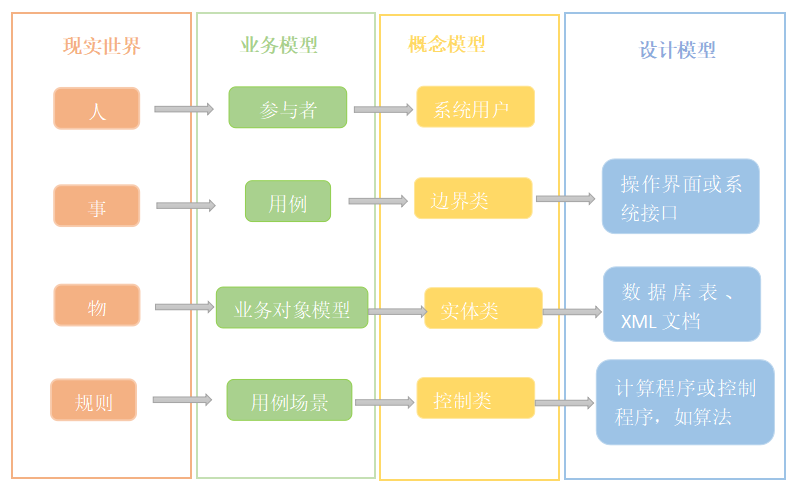 现实世界
业务模型
概念模型
设计模型
人
参与者
系统用户
事
用例
边界类
操作界面或系
统接口
物
业务对象模型
实体类
数据库表、
XML 文档
规则
用例场景
控制类
计算程序或控制
程序，如算法